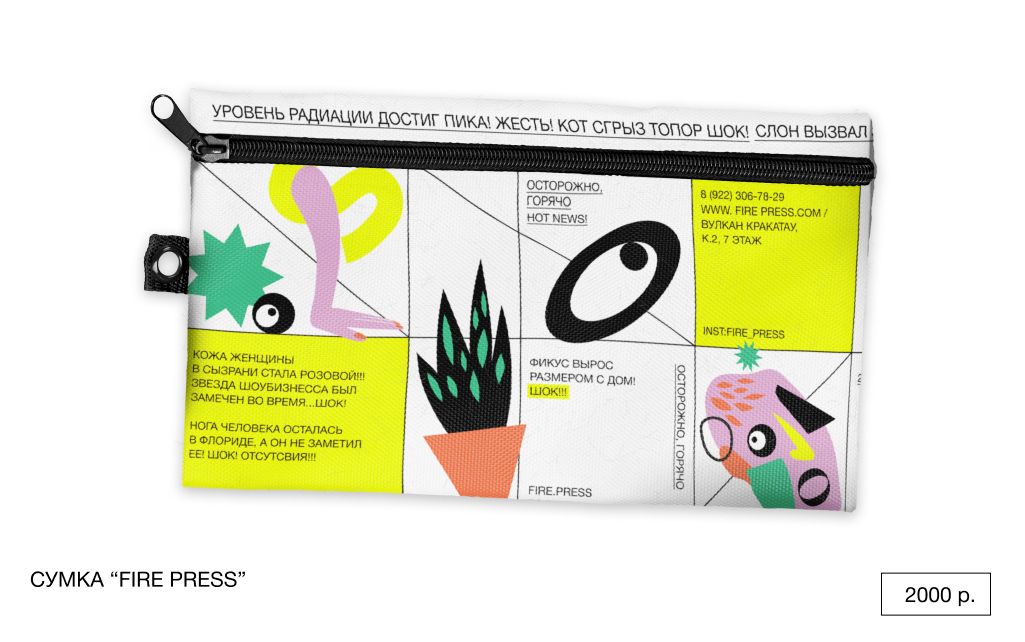 УРОВЕНЬ РАДИАЦИИ ДОСТИГ ПИКА! ЖЕСТЬ! КОТ СГРЫЗ ТОПОР ШОК! СЛОН ВЫЗВАЛ
ОСТОРОЖНО,
ГОРЯЧО
HOT NEWS!
8 (922) 306-78-29
WWW. FIRE PRESS.COM /
ВУЛКАН КРАКАТАУ,
К.2, 7 ЭТАЖ
INST:FIRE_PRESS
КОЖА ЖЕНЩИНЫ
В СЫЗРАНИ СТАЛА РОЗОВОЙ!!!
ЗВЕЗДА ШОУБИЗНЕССА БЫЛ
ЗАМЕЧЕН ВО ВРЕМЯ...ШОК!
НОГА ЧЕЛОВЕКА ОСТАЛАСЬ
В ФЛОРИДЕ, А ОН НЕ ЗАМЕТИЛ
ЕЕ! ШОК! ОТСУТСВИЯ!!!
ФИКУС ВЫРОС
РАЗМЕРОМ С ДОМ!
ШОК!!!
ОСТОРОЖНО, ГОРЯЧО
FIRE.PRESS
СУМКА “FIRE PRESS”
2000 р.